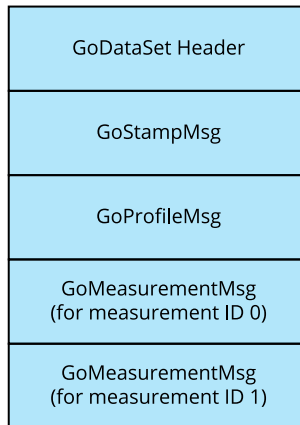 GoDataSet Header
GoStampMsg
GoProfileMsg
GoMeasurementMsg
(for measurement ID 0)
GoMeasurementMsg
(for measurement ID 1)